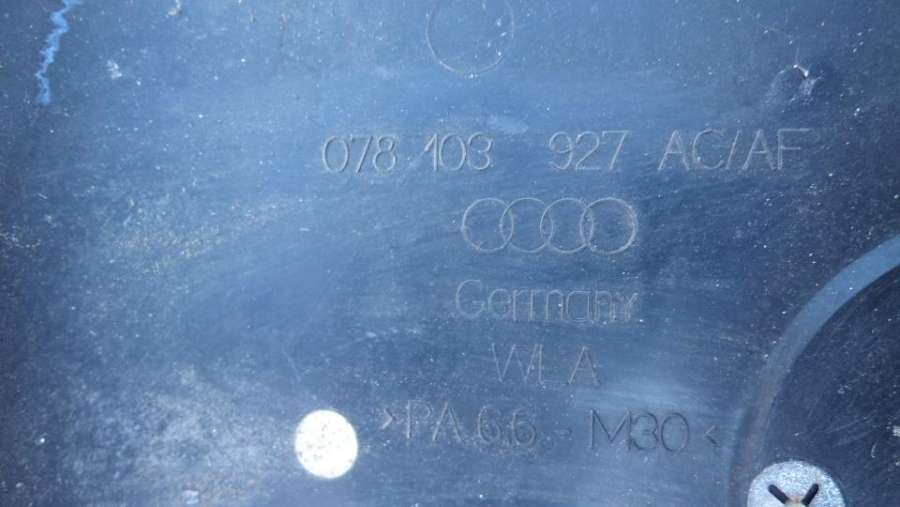 078 103 927 AC/AF
Germany
WLA
>PA 6.6 - M30<